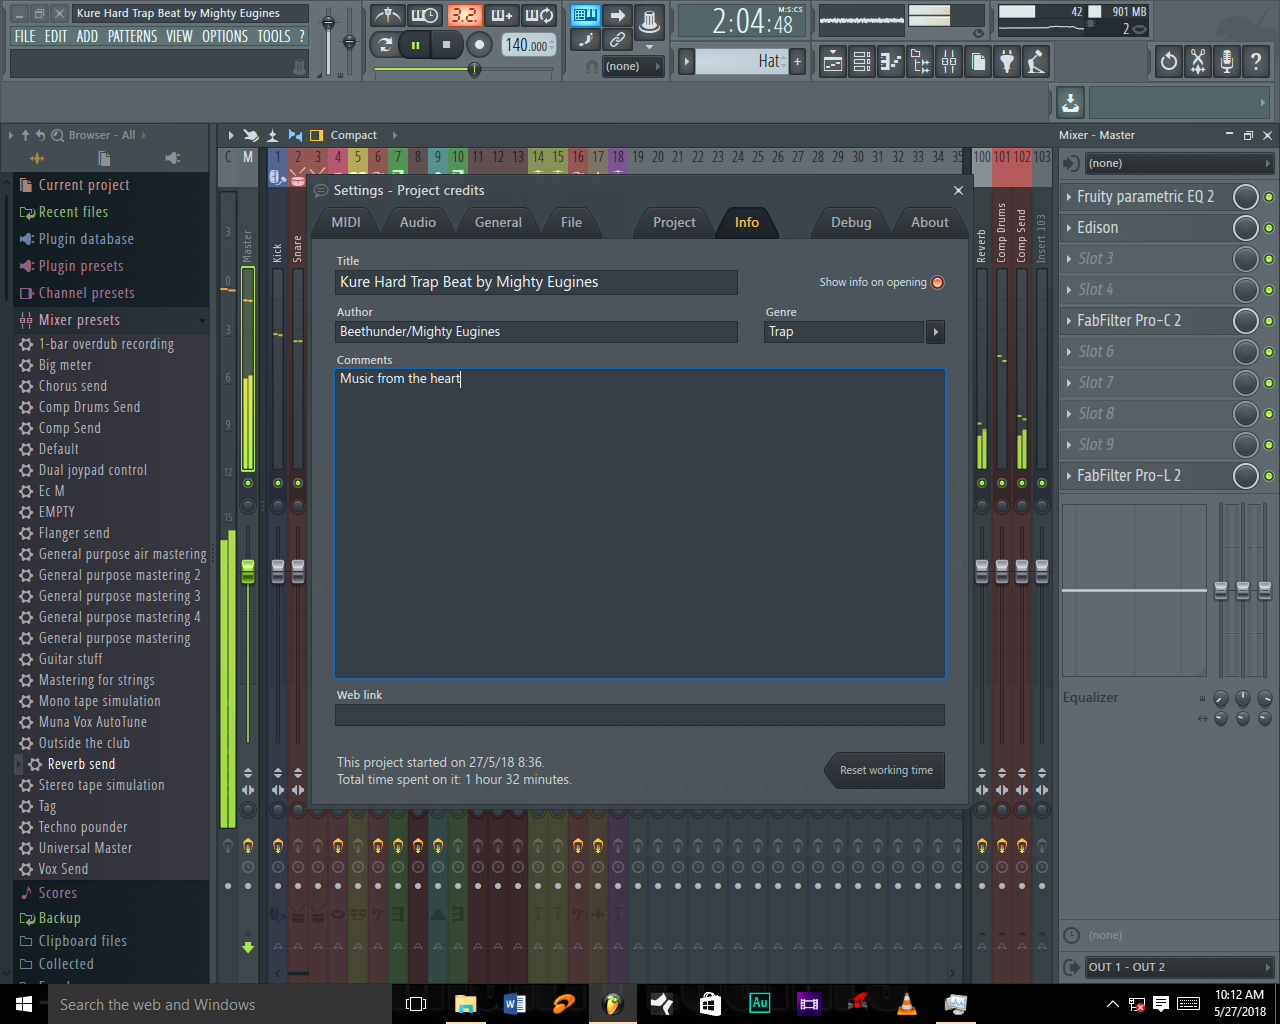 Kure Hard Trap Beat by Mighty Eugines
FILE EDIT ADD PATTERNS VIEW OPTIONS TOOLS ?
3.2.
140.000
(none)
2:04:48
M:S:CS
Hat
42
901 MB
2
Browser - All
Current project
Recent files
Plugin database
Plugin presets
Channel presets
Mixer presets
1-bar overdub recording
Big meter
Chorus send
Comp Drums Send
Comp Send
Default
Dual joypad control
Ec M
EMPTY
Flanger send
General purpose air mastering
General purpose mastering 2
General purpose mastering 3
General purpose mastering 4
General purpose mastering
Guitar stuff
Mastering for strings
Mono tape simulation
Muna Vox AutoTune
Outside the club
Reverb send
Stereo tape simulation
Tag
Techno pounder
Universal Master
Vox Send
Scores
Backup
Clipboard files
Collected
Compact
C M 1 2 3 4 5 6 7 8 9 10 11 12 13 14 15 16 17 18 19 20 21 22 23 24 25 26 27 28 29 30 31 32 33 34 35 100 101 102 103
3
0
3
6
9
12
15
Master
Kick
Snare
Reverb
Comp Drums
Comp Send
Insert 103
Settings - Project credits
MIDI Audio General File Project Info Debug About
Title
Kure Hard Trap Beat by Mighty Eugines
Show info on opening
Author
Beethunder/Mighty Eugines
Genre
Trap
Comments
Music from the heart
Web link
This project started on 27/5/18 8:36.
Total time spent on it: 1 hour 32 minutes.
Reset working time
Mixer - Master
(none)
Fruity parametric EQ 2
Edison
Slot 3
Slot 4
FabFilter Pro-C 2
Slot 6
Slot 7
Slot 8
Slot 9
FabFilter Pro-L 2
Equalizer
(none)
OUT 1 - OUT 2
Search the web and Windows
Au
10:12 AM
5/27/2018